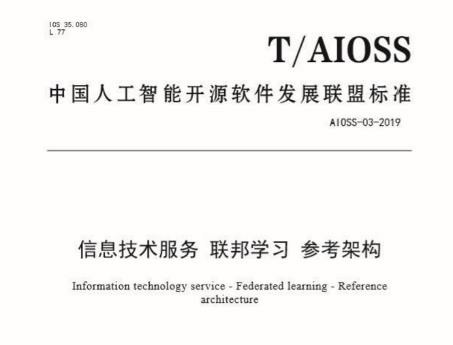 IOS 35.080
L 77
T/AIOSS
中国人工智能开源软件发展联盟标准
AIOSS-03-2019
信息技术服务 联邦学习 参考架构
Information technology service - Federated learning - Reference
architecture